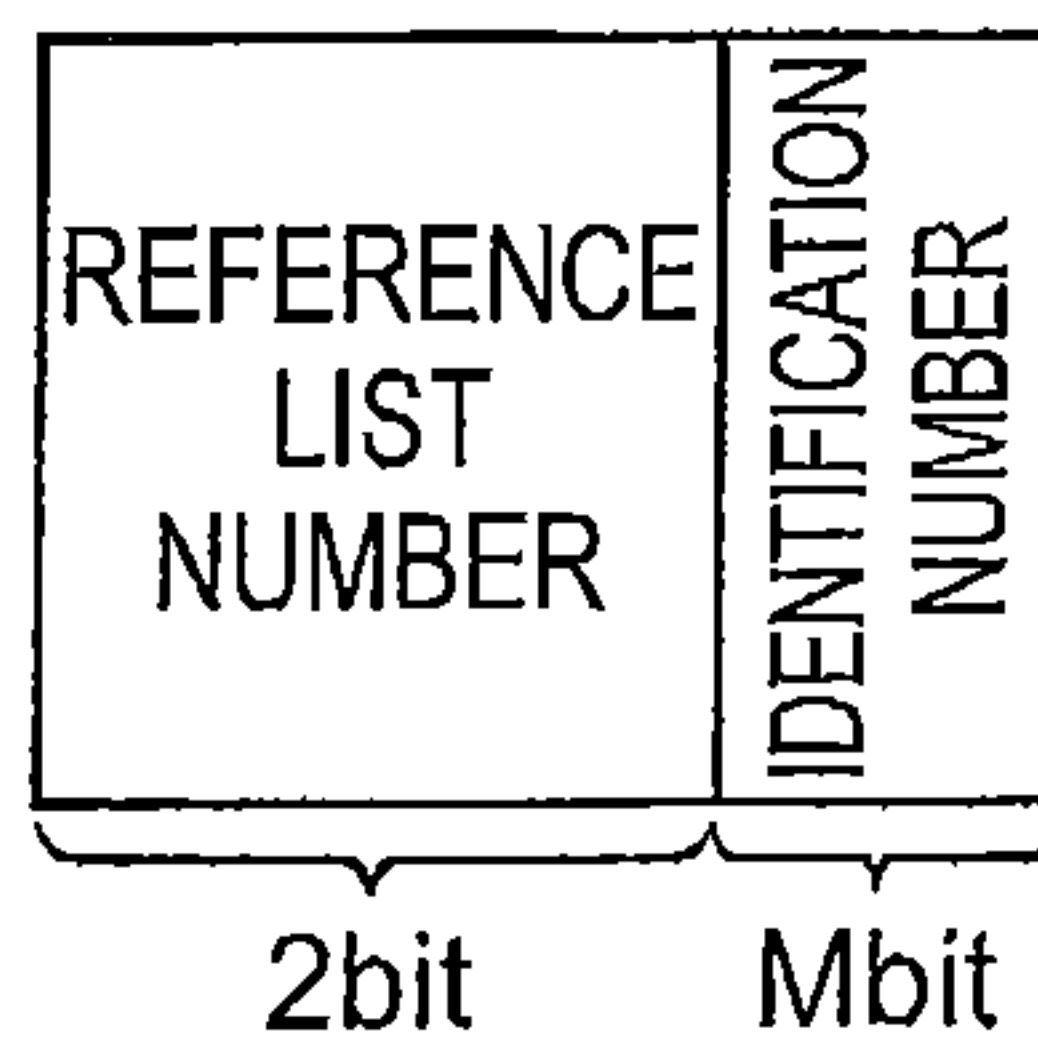 REFERENCE
LIST
NUMBER
IDENTIFICATION
NUMBER
2bit
Mbit